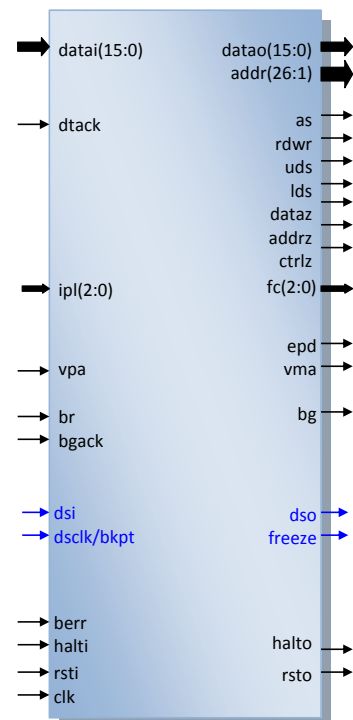 datai(15:0) datao(15:0)
addr(26:1)
dtack
as
rdwr
uds
lds
dataz
addrz
ctrlz
ipl(2:0) fc(2:0)
epd
vpa vma
br bg
bgack
dsi dso
dsclk/bkpt freeze
berr
halti halto
rsti rsto
clk